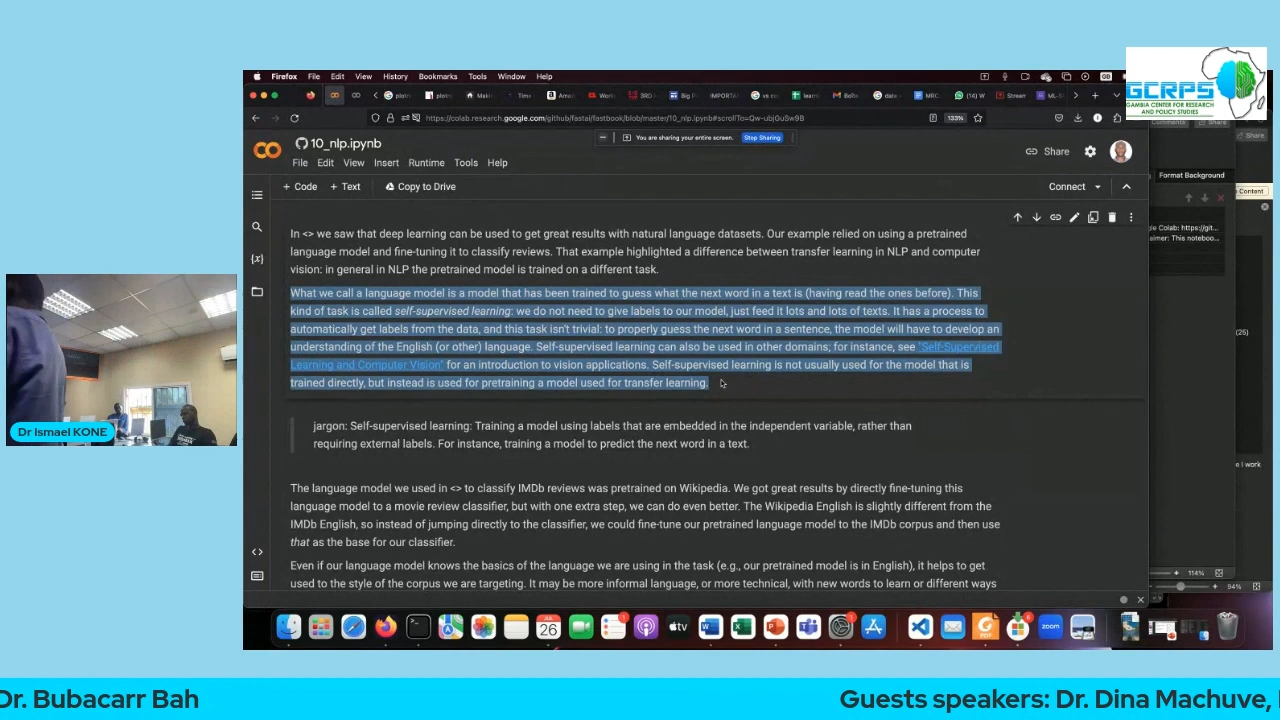 Firefox File Edit View History Bookmarks Tools Window Help
GCRPS
GAMBIA CENTER FOR RESEARCH
AND POLICY STUDIES
https://colab.research.google.com/github/fastai/fastbook/blob/master/10_nlp.ipynb#scrollTo=Qw-ubjGuSw9B
133%
You are sharing your entire screen. Stop Sharing
10_nlp.ipynb
Share
File Edit View Insert Runtime Tools Help
+ Code + Text Copy to Drive
Connect
Format Background
In <> we saw that deep learning can be used to get great results with natural language datasets. Our example relied on using a pretrained
language model and fine-tuning it to classify reviews. That example highlighted a difference between transfer learning in NLP and computer
vision: in general in NLP the pretrained model is trained on a different task.
What we call a language model is a model that has been trained to guess what the next word in a text is (having read the ones before). This
kind of task is called self-supervised learning: we do not need to give labels to our model, just feed it lots and lots of texts. It has a process to
automatically get labels from the data, and this task isn't trivial: to properly guess the next word in a sentence, the model will have to develop an
understanding of the English (or other) language. Self-supervised learning can also be used in other domains; for instance, see "Self-Supervised
Learning and Computer Vision" for an introduction to vision applications. Self-supervised learning is not usually used for the model that is
trained directly, but instead is used for pretraining a model used for transfer learning.
jargon: Self-supervised learning: Training a model using labels that are embedded in the independent variable, rather than
requiring external labels. For instance, training a model to predict the next word in a text.
The language model we used in <> to classify IMDb reviews was pretrained on Wikipedia. We got great results by directly fine-tuning this
language model to a movie review classifier, but with one extra step, we can do even better. The Wikipedia English is slightly different from the
IMDb English, so instead of jumping directly to the classifier, we could fine-tune our pretrained language model to the IMDb corpus and then use
that as the base for our classifier.
Even if our language model knows the basics of the language we are using in the task (e.g., our pretrained model is in English), it helps to get
used to the style of the corpus we are targeting. It may be more informal language, or more technical, with new words to learn or different ways
Dr Ismael KONE
114%
94%
JUL
26
tv
zoom
Dr. Bubacarr Bah
Guests speakers: Dr. Dina Machuve,